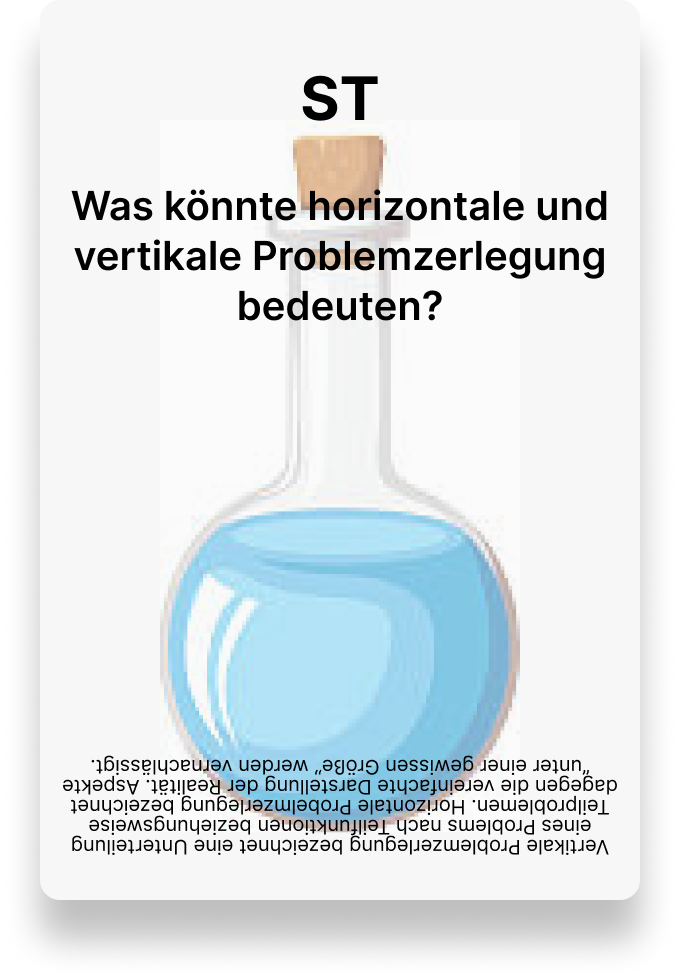 ST
Was könnte horizontale und
vertikale Problemzerlegung
bedeuten?
Vertikale Problemzerlegung bezeichnet eine Unterteilung
eines Problems nach Teilfunktionen beziehungsweise
Teilproblemen. Horizontale Probelmzerlegung bezeichnet
dagegen die vereinfachte Darstellung der Realität. Aspekte
“unter einer gewissen Größe” werden vernachlässigt.